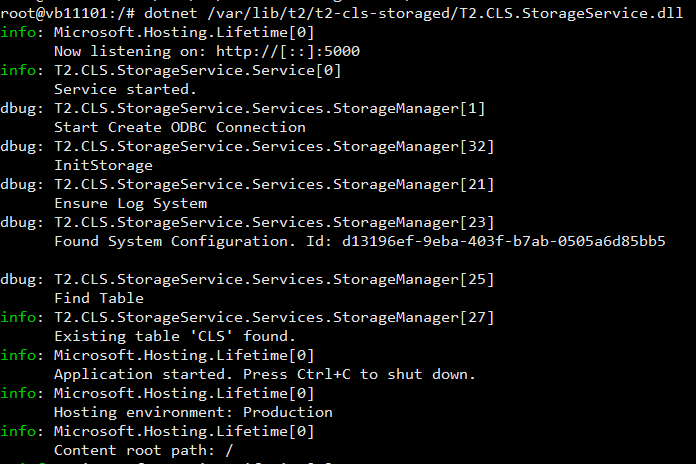 root@vb11101:/# dotnet /var/lib/t2/t2-cls-storaged/T2.CLS.StorageService.dll
info: Microsoft.Hosting.Lifetime[0]
Now listening on: http://[::]:5000
info: T2.CLS.StorageService.Service[0]
Service started.
dbug: T2.CLS.StorageService.Services.StorageManager[1]
Start Create ODBC Connection
dbug: T2.CLS.StorageService.Services.StorageManager[32]
InitStorage
dbug: T2.CLS.StorageService.Services.StorageManager[21]
Ensure Log System
dbug: T2.CLS.StorageService.Services.StorageManager[23]
Found System Configuration. Id: d13196ef-9eba-403f-b7ab-0505a6d85bb5
dbug: T2.CLS.StorageService.Services.StorageManager[25]
Find Table
info: T2.CLS.StorageService.Services.StorageManager[27]
Existing table 'CLS' found.
info: Microsoft.Hosting.Lifetime[0]
Application started. Press Ctrl+C to shut down.
info: Microsoft.Hosting.Lifetime[0]
Hosting environment: Production
info: Microsoft.Hosting.Lifetime[0]
Content root path: /